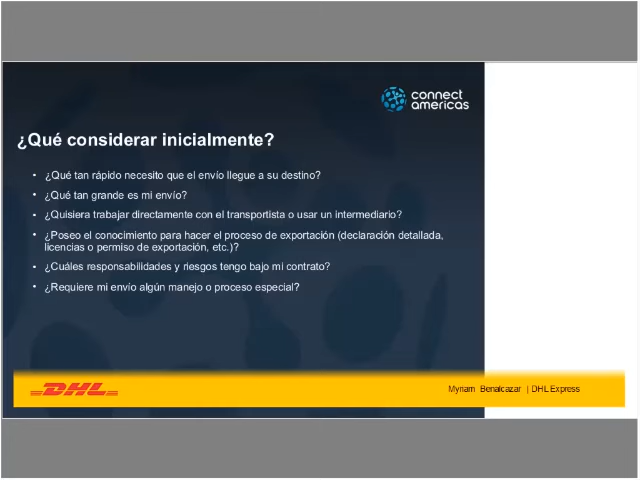 connect
americas
¿Qué considerar inicialmente?
• ¿Qué tan rápido necesito que el envío llegue a su destino?
• ¿Qué tan grande es mi envío?
• ¿Quisiera trabajar directamente con el transportista o usar un intermediario?
• ¿Poseo el conocimiento para hacer el proceso de exportación (declaración detallada,
licencias o permiso de exportación, etc.)?
• ¿Cuáles responsabilidades y riesgos tengo bajo mi contrato?
• ¿Requiere mi envío algún manejo o proceso especial?
DHL
Myriam Benalcazar | DHL Express